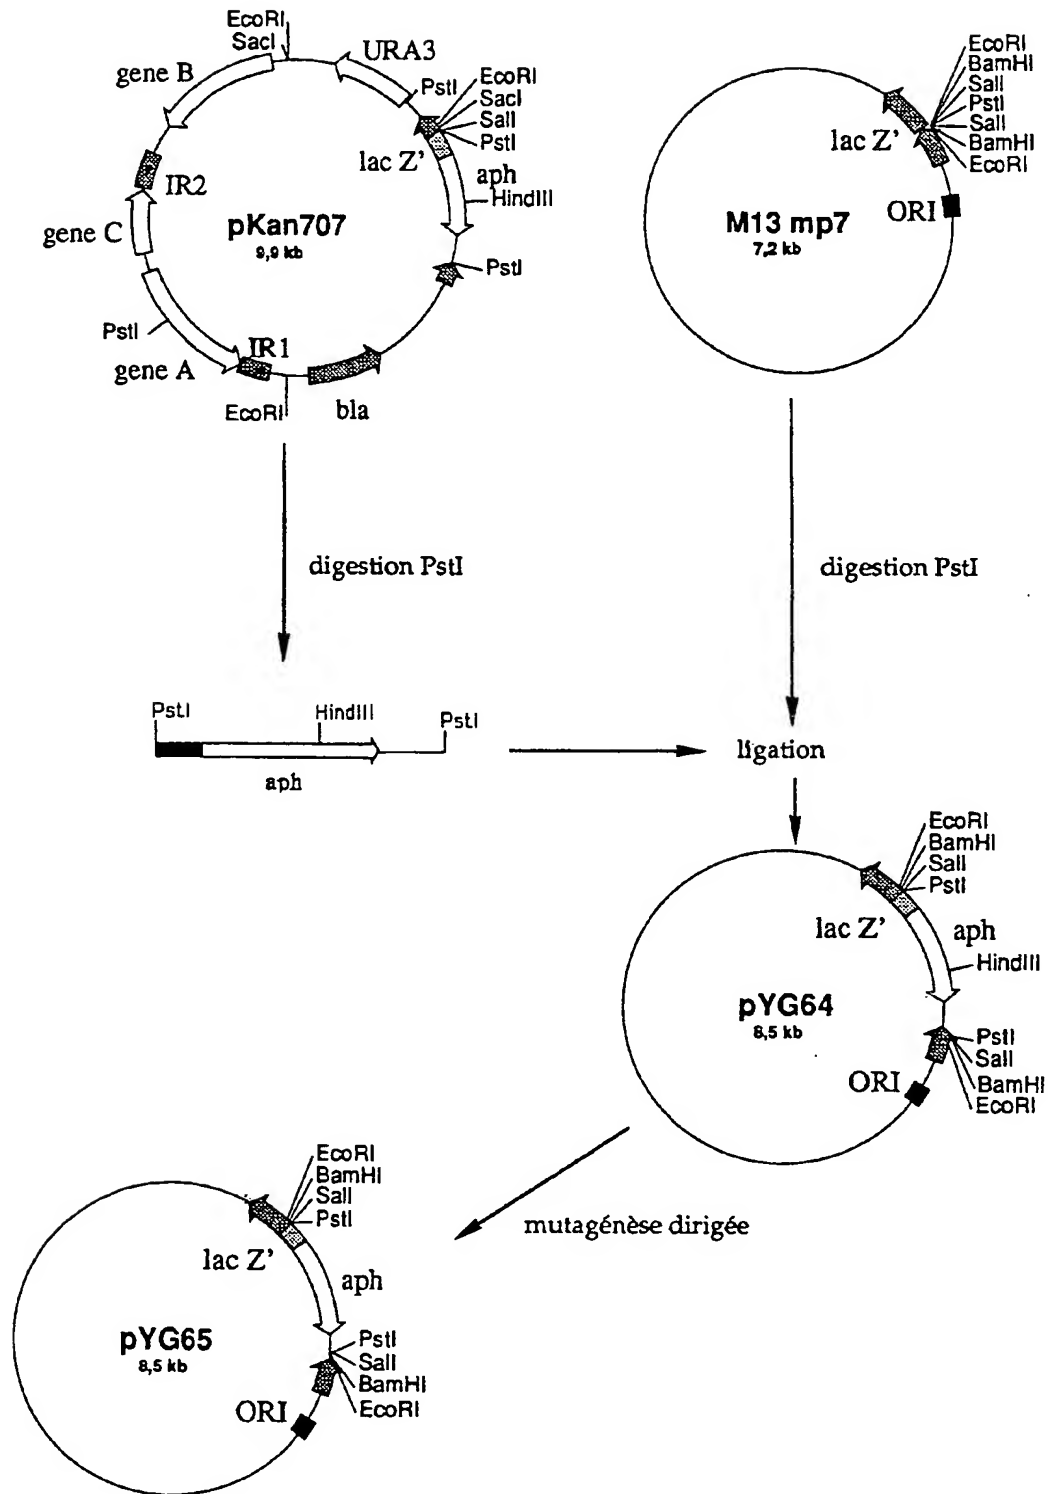 EcoRI
SacI
gene B
URA3
PstI
EcoRI
SacI
SalI
PstI
lac Z'
aph
HindIII
IR2
gene C
pKan707
9,9 kb
PstI
PstI
IR1
gene A
EcoRI
bla
EcoRI
BamHI
SalI
PstI
SalI
BamHI
EcoRI
lac Z'
ORI
M13 mp7
7,2 kb
digestion PstI
digestion PstI
PstI
HindIII
PstI
aph
ligation
EcoRI
BamHI
SalI
PstI
lac Z'
aph
HindIII
pYG64
8,5 kb
PstI
SalI
BamHI
EcoRI
ORI
mutagénèse dirigée
EcoRI
BamHI
SalI
PstI
lac Z'
aph
pYG65
8,5 kb
PstI
SalI
BamHI
EcoRI
ORI